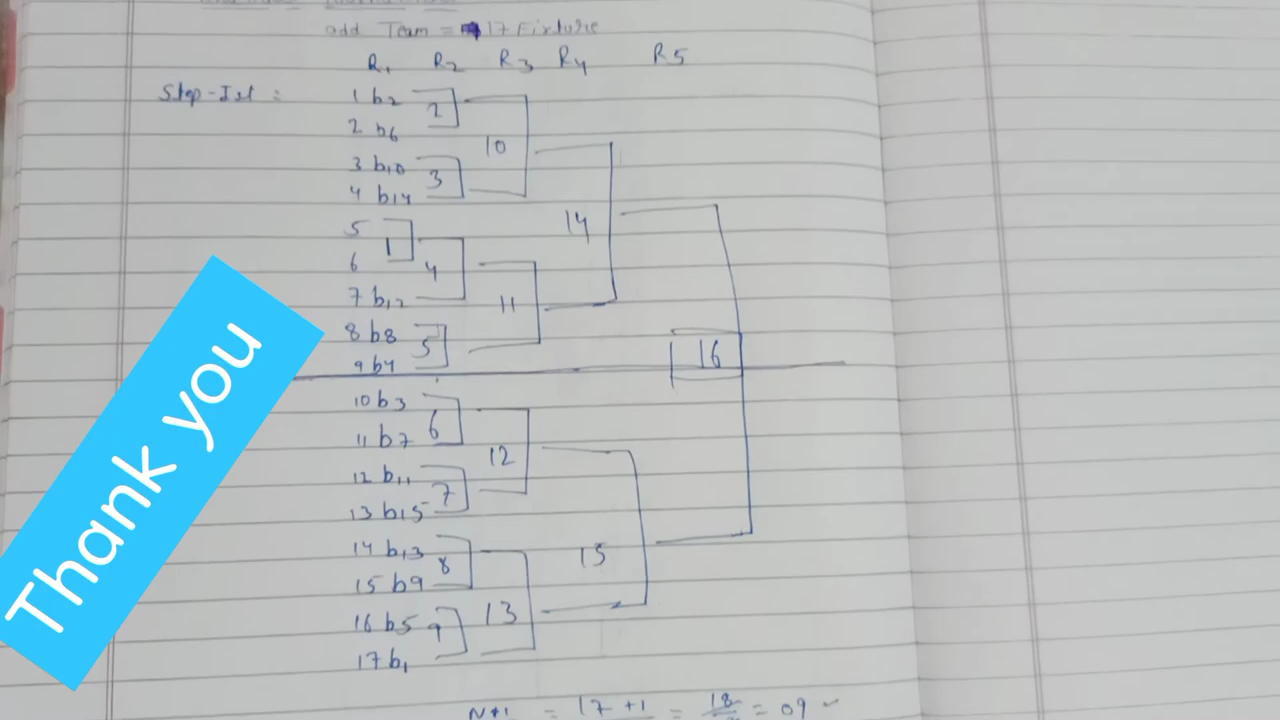 add Team = 17 Fixture
R1 R2 R3 R4 R5
Step-Ist :
1 b2
2
2 b6
10
3 b10
3
4 b14
14
5
1
6
4
7 b12
11
8 b8
5
9 b4
16
10 b3
6
11 b7
12
12 b11
7
13 b15
15
14 b13
8
15 b9
13
16 b5
9
17 b1
N+1 = 17+1 = 18 = 09
Thank you